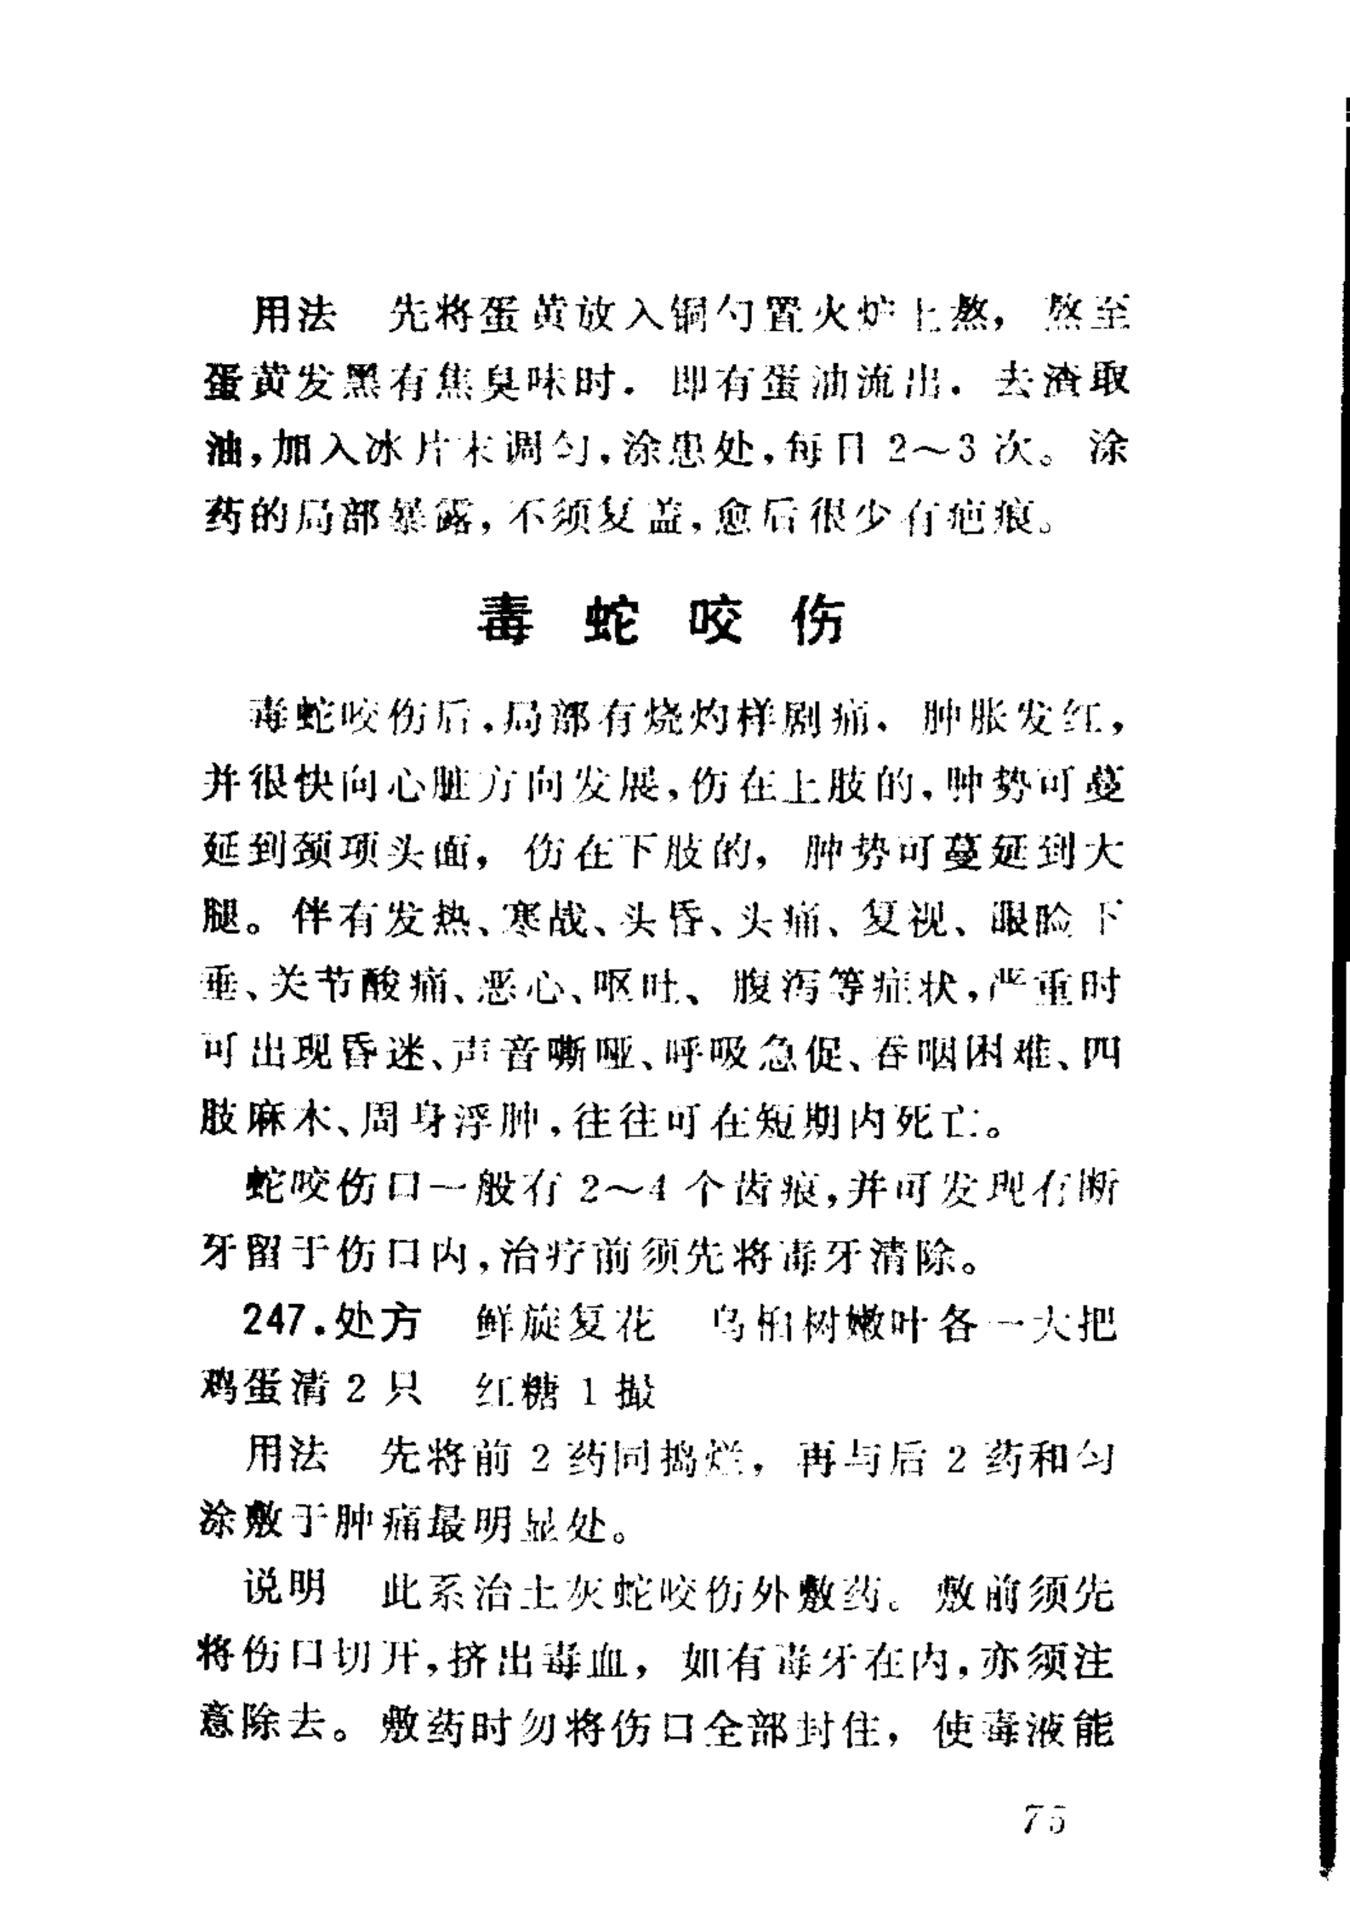 用法　先将蛋黄放入铜勺置火炉上熬，熬至
蛋黄发黑有焦臭味时．即有蛋油流出．去渣取
油，加入冰片末调匀，涂患处，每日2～3次。涂
药的局部暴露，不须复盖，愈后很少有疤痕。
毒蛇咬伤
毒蛇咬伤后，局部有烧灼样剧痛、肿胀发红，
并很快向心脏方向发展，伤在上肢的，肿势可蔓
延到颈项头面，伤在下肢的，肿势可蔓延到大
腿。伴有发热、寒战、头昏、头痛、复视、眼睑下
垂、关节酸痛、恶心、呕吐、腹泻等症状，严重时
可出现昏迷、声音嘶哑、呼吸急促、吞咽困难、四
肢麻木、周身浮肿，往往可在短期内死亡。
蛇咬伤口一般有2～4个齿痕，并可发现有断
牙留于伤口内，治疗前须先将毒牙清除。
247.处方　鲜旋复花　乌桕树嫩叶各一大把
鸡蛋清2只　红糖1撮
用法　先将前2药同捣烂，再与后2药和匀
涂敷于肿痛最明显处。
说明　此系治土灰蛇咬伤外敷药。敷前须先
将伤口切开，挤出毒血，如有毒牙在内，亦须注
意除去。敷药时勿将伤口全部封住，使毒液能
75